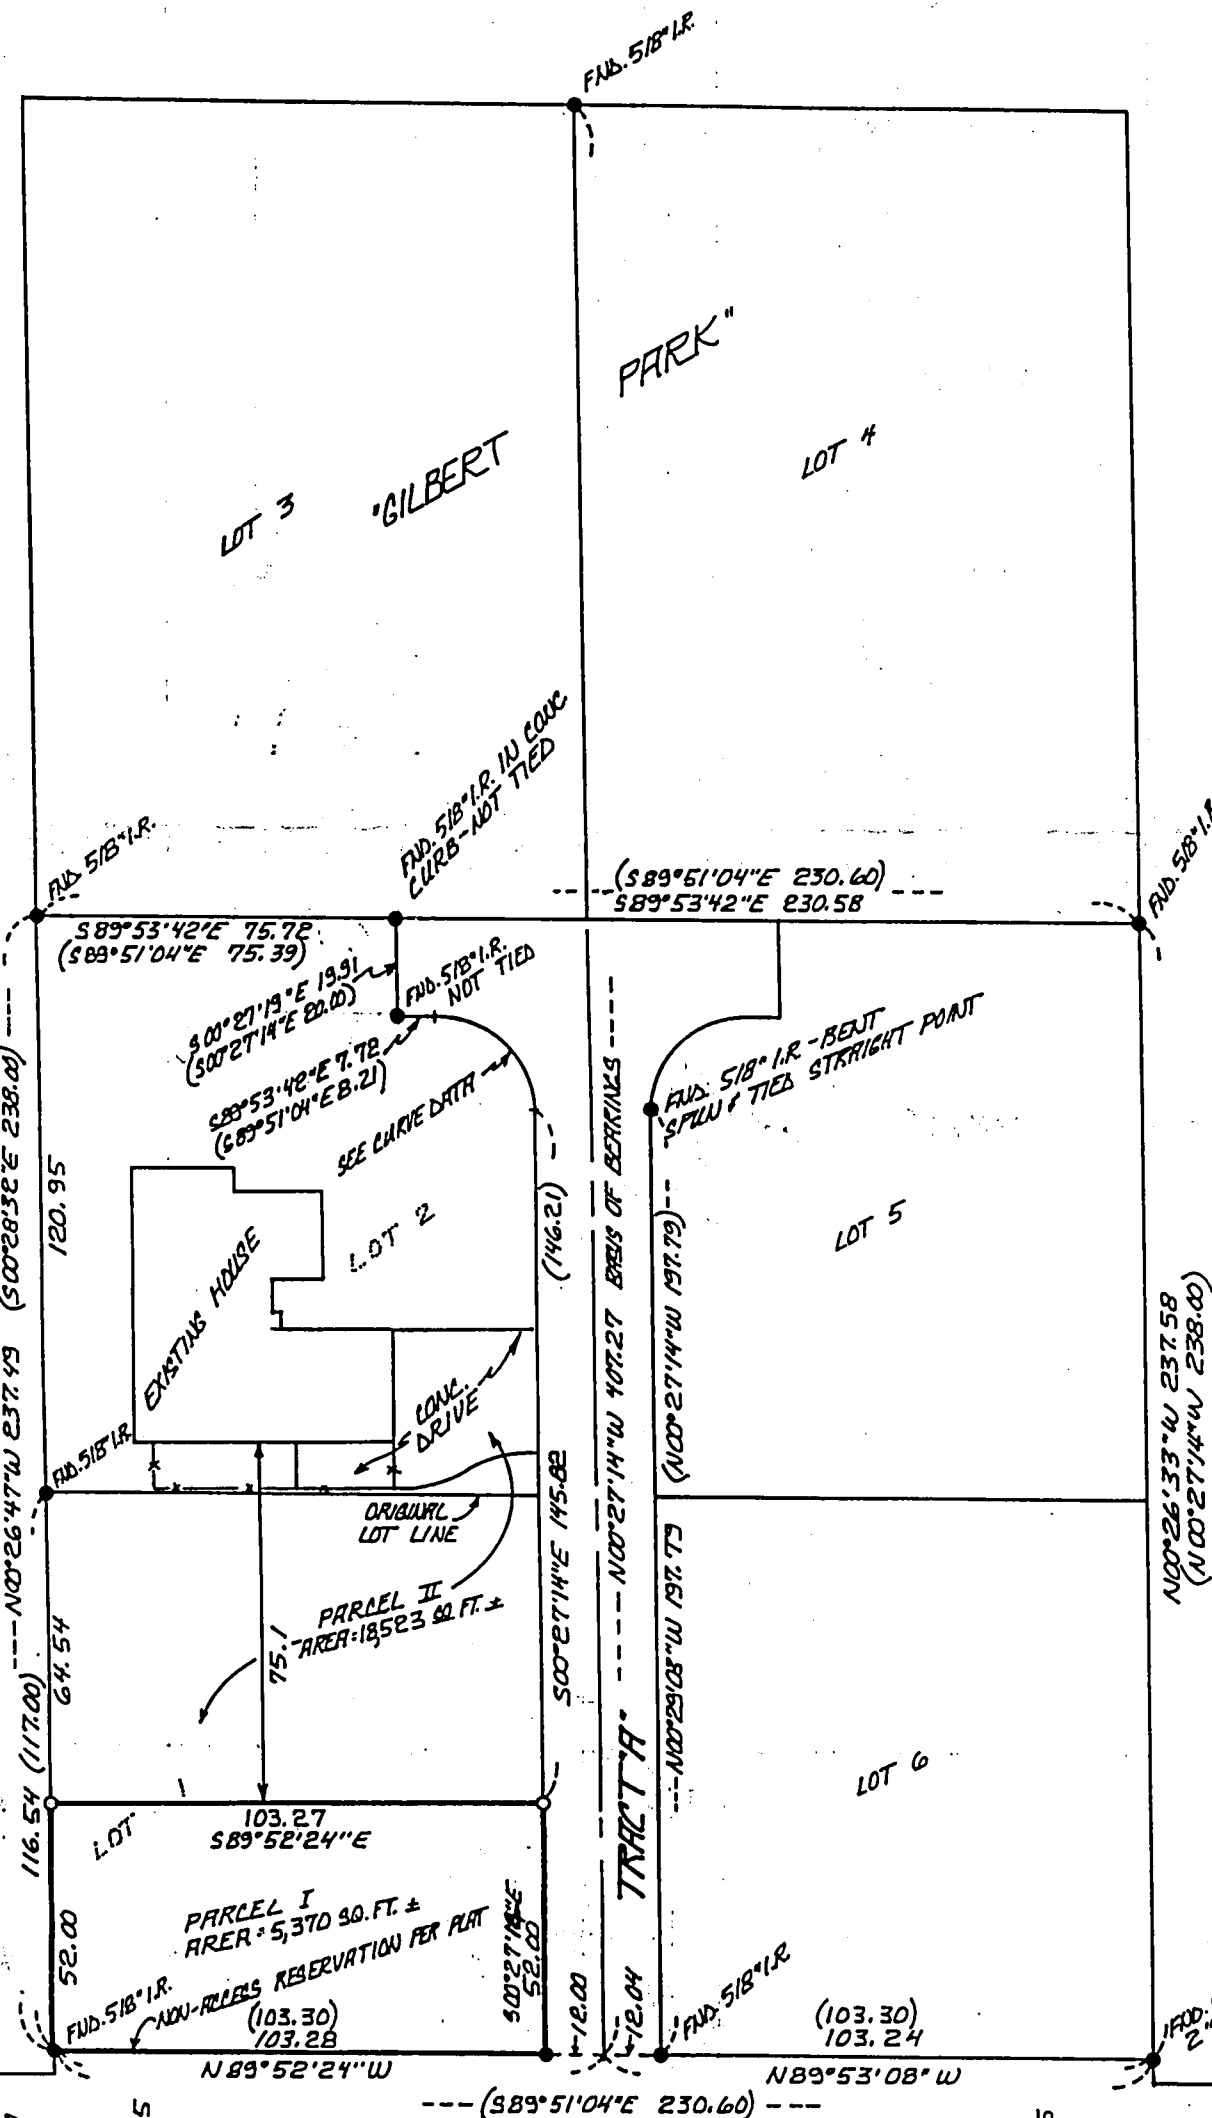 FND. 5/8" I.R.
PARK"
"GILBERT
LOT 3
LOT 4
FND. 5/8" I.R. IN CONC
CURB-NOT TIED
FND. 5/8" I.R.
FND. 5/8" I.R.
(S89°51'04"E 230.60)
S89°53'42"E 230.58
S89°53'42"E 75.72
(S89°51'04"E 75.39)
S00°27'19"E 19.91
(S00°27'14"E 20.00)
FND. 5/8" I.R.
NOT TIED
S89°53'42"E 7.72
(S89°51'04"E 8.21)
SEE CURVE DATA
FND. 5/8" I.R.-BENT
SPUN & TIED STRAIGHT POINT
N00°26'47"W 237.49 (S00°28'32"E 238.00)
120.95
LOT 2
(146.21)
N00°27'14"W 407.27 BASIS OF BEARINGS
(N00°27'14"W 197.79)
LOT 5
EXISTING HOUSE
CONC.
DRIVE
N00°26'33"W 237.58
(N00°27'14"W 238.00)
FND. 5/8" I.R.
ORIGINAL
LOT LINE
S00°27'14"E 145.82
N00°29'08"W 197.79
PARCEL II
AREA=18,523 SQ. FT. ±
75.1
64.54
116.54 (117.00)
TRACT "A"
LOT 6
LOT 1
103.27
S89°52'24"E
PARCEL I
AREA=5,370 SQ. FT. ±
52.00
S00°27'14"E
52.00
NON-ACCESS RESERVATION PER PLAT
FND. 5/8" I.R.
12.00
12.04
FND. 5/8" I.R.
(103.30)
103.28
N89°52'24"W
(103.30)
103.24
N89°53'08"W
FND.
(S89°51'04"E 230.60)